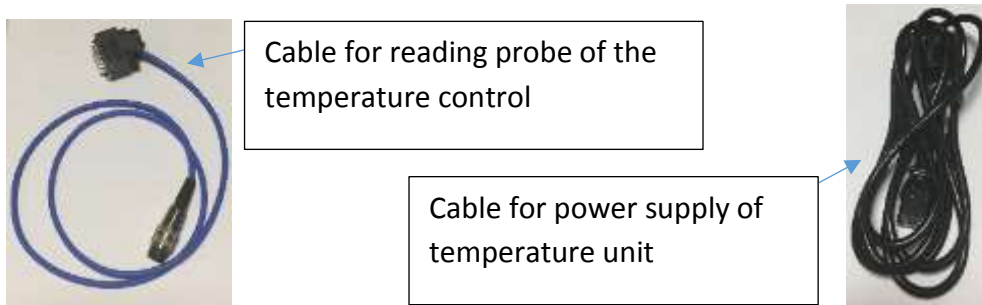 Cable for reading probe of the
temperature control
Cable for power supply of
temperature unit